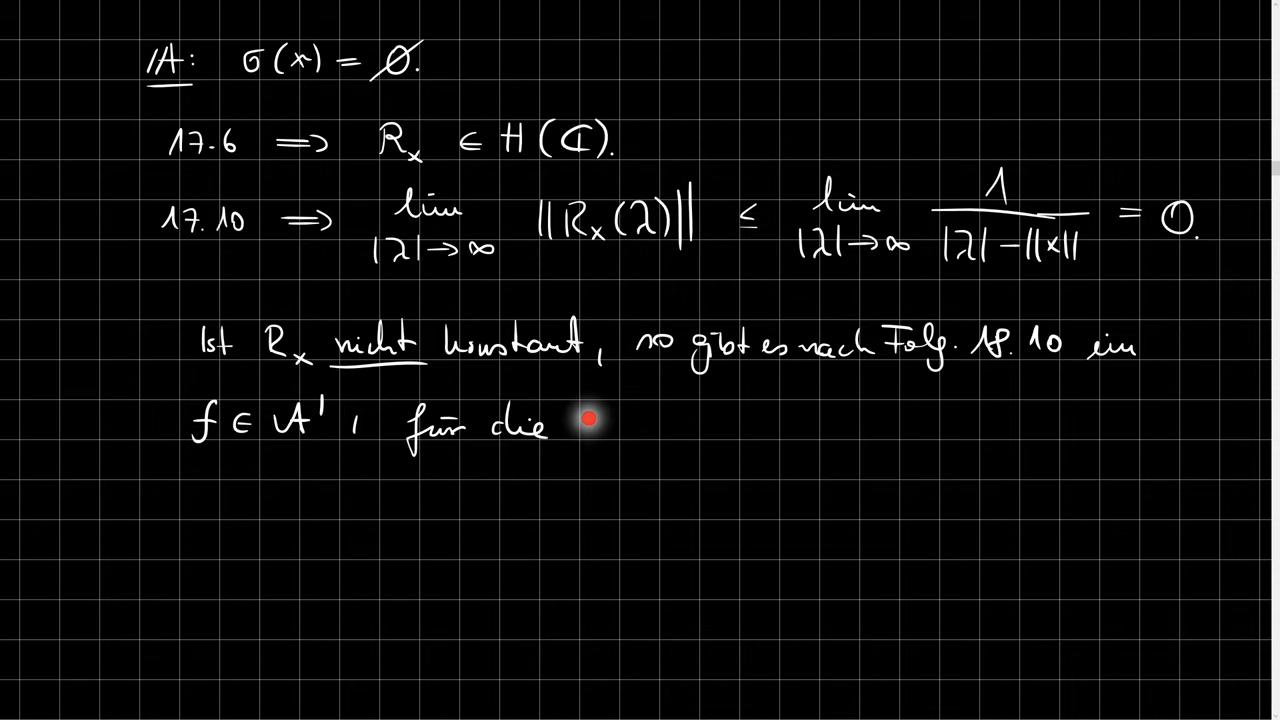 IA: σ(x) = Ø.
17.6 ⟹ Rₓ ∈ H(ℂ).
17.10 ⟹ lim_{|λ|→∞} ||Rₓ(λ)|| ≤ lim_{|λ|→∞} 1/(|λ| - ||x||) = 0.
Ist Rₓ nicht konstant, so gibt es nach Folg. 18.10 ein
f ∈ A', für die